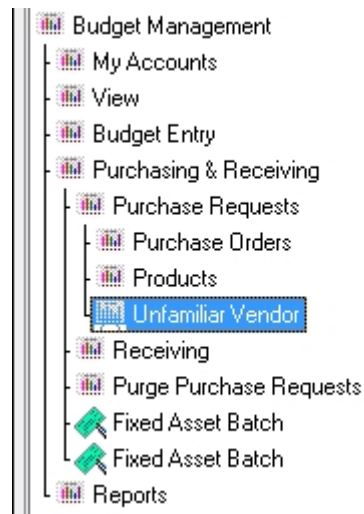 Budget Management
My Accounts
View
Budget Entry
Purchasing & Receiving
Purchase Requests
Purchase Orders
Products
Unfamiliar Vendor
Receiving
Purge Purchase Requests
Fixed Asset Batch
Fixed Asset Batch
Reports